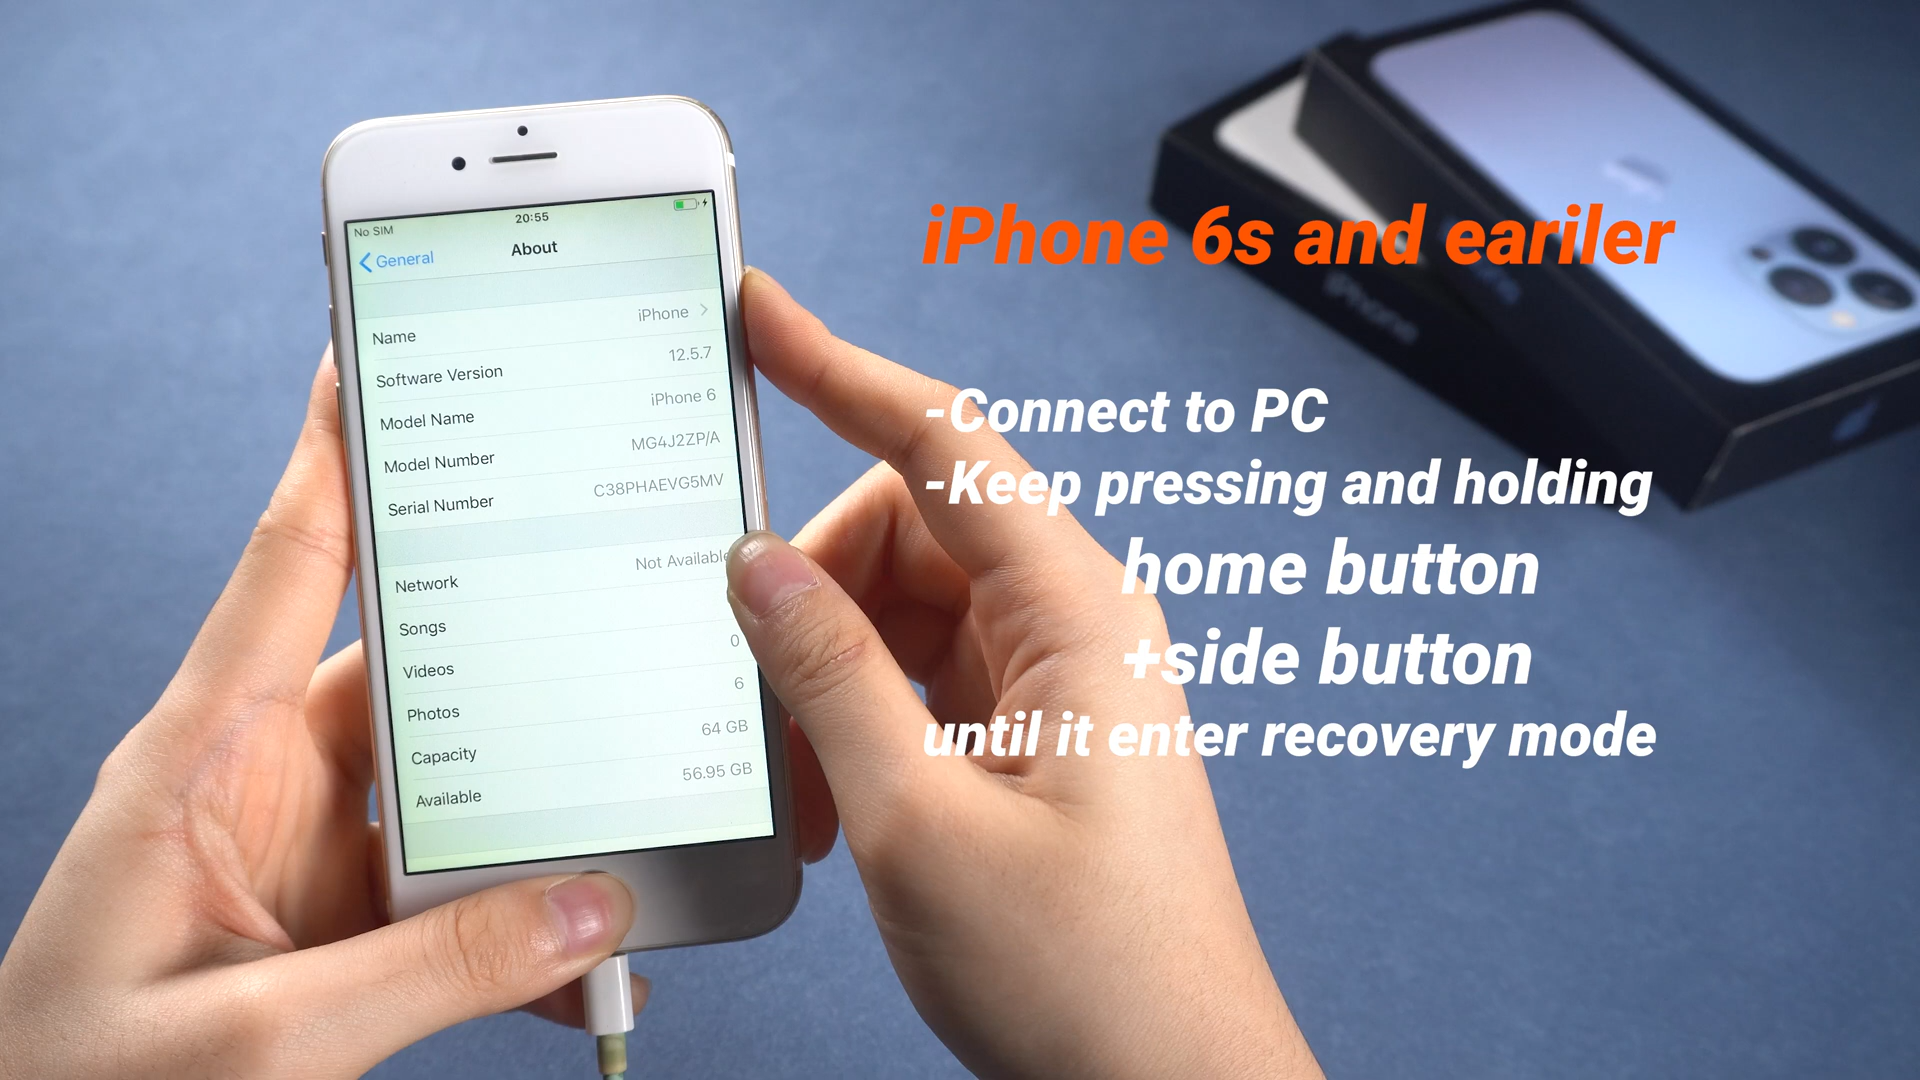 No SIM
20:55
General
About
Name
iPhone
Software Version
12.5.7
Model Name
iPhone 6
Model Number
MG4J2ZP/A
Serial Number
C38PHAEVG5MV
Network
Not Available
Songs
0
Videos
6
Photos
64 GB
Capacity
56.95 GB
Available
iPhone 6s and eariler
iPhone
-Connect to PC
-Keep pressing and holding
home button
+side button
until it enter recovery mode